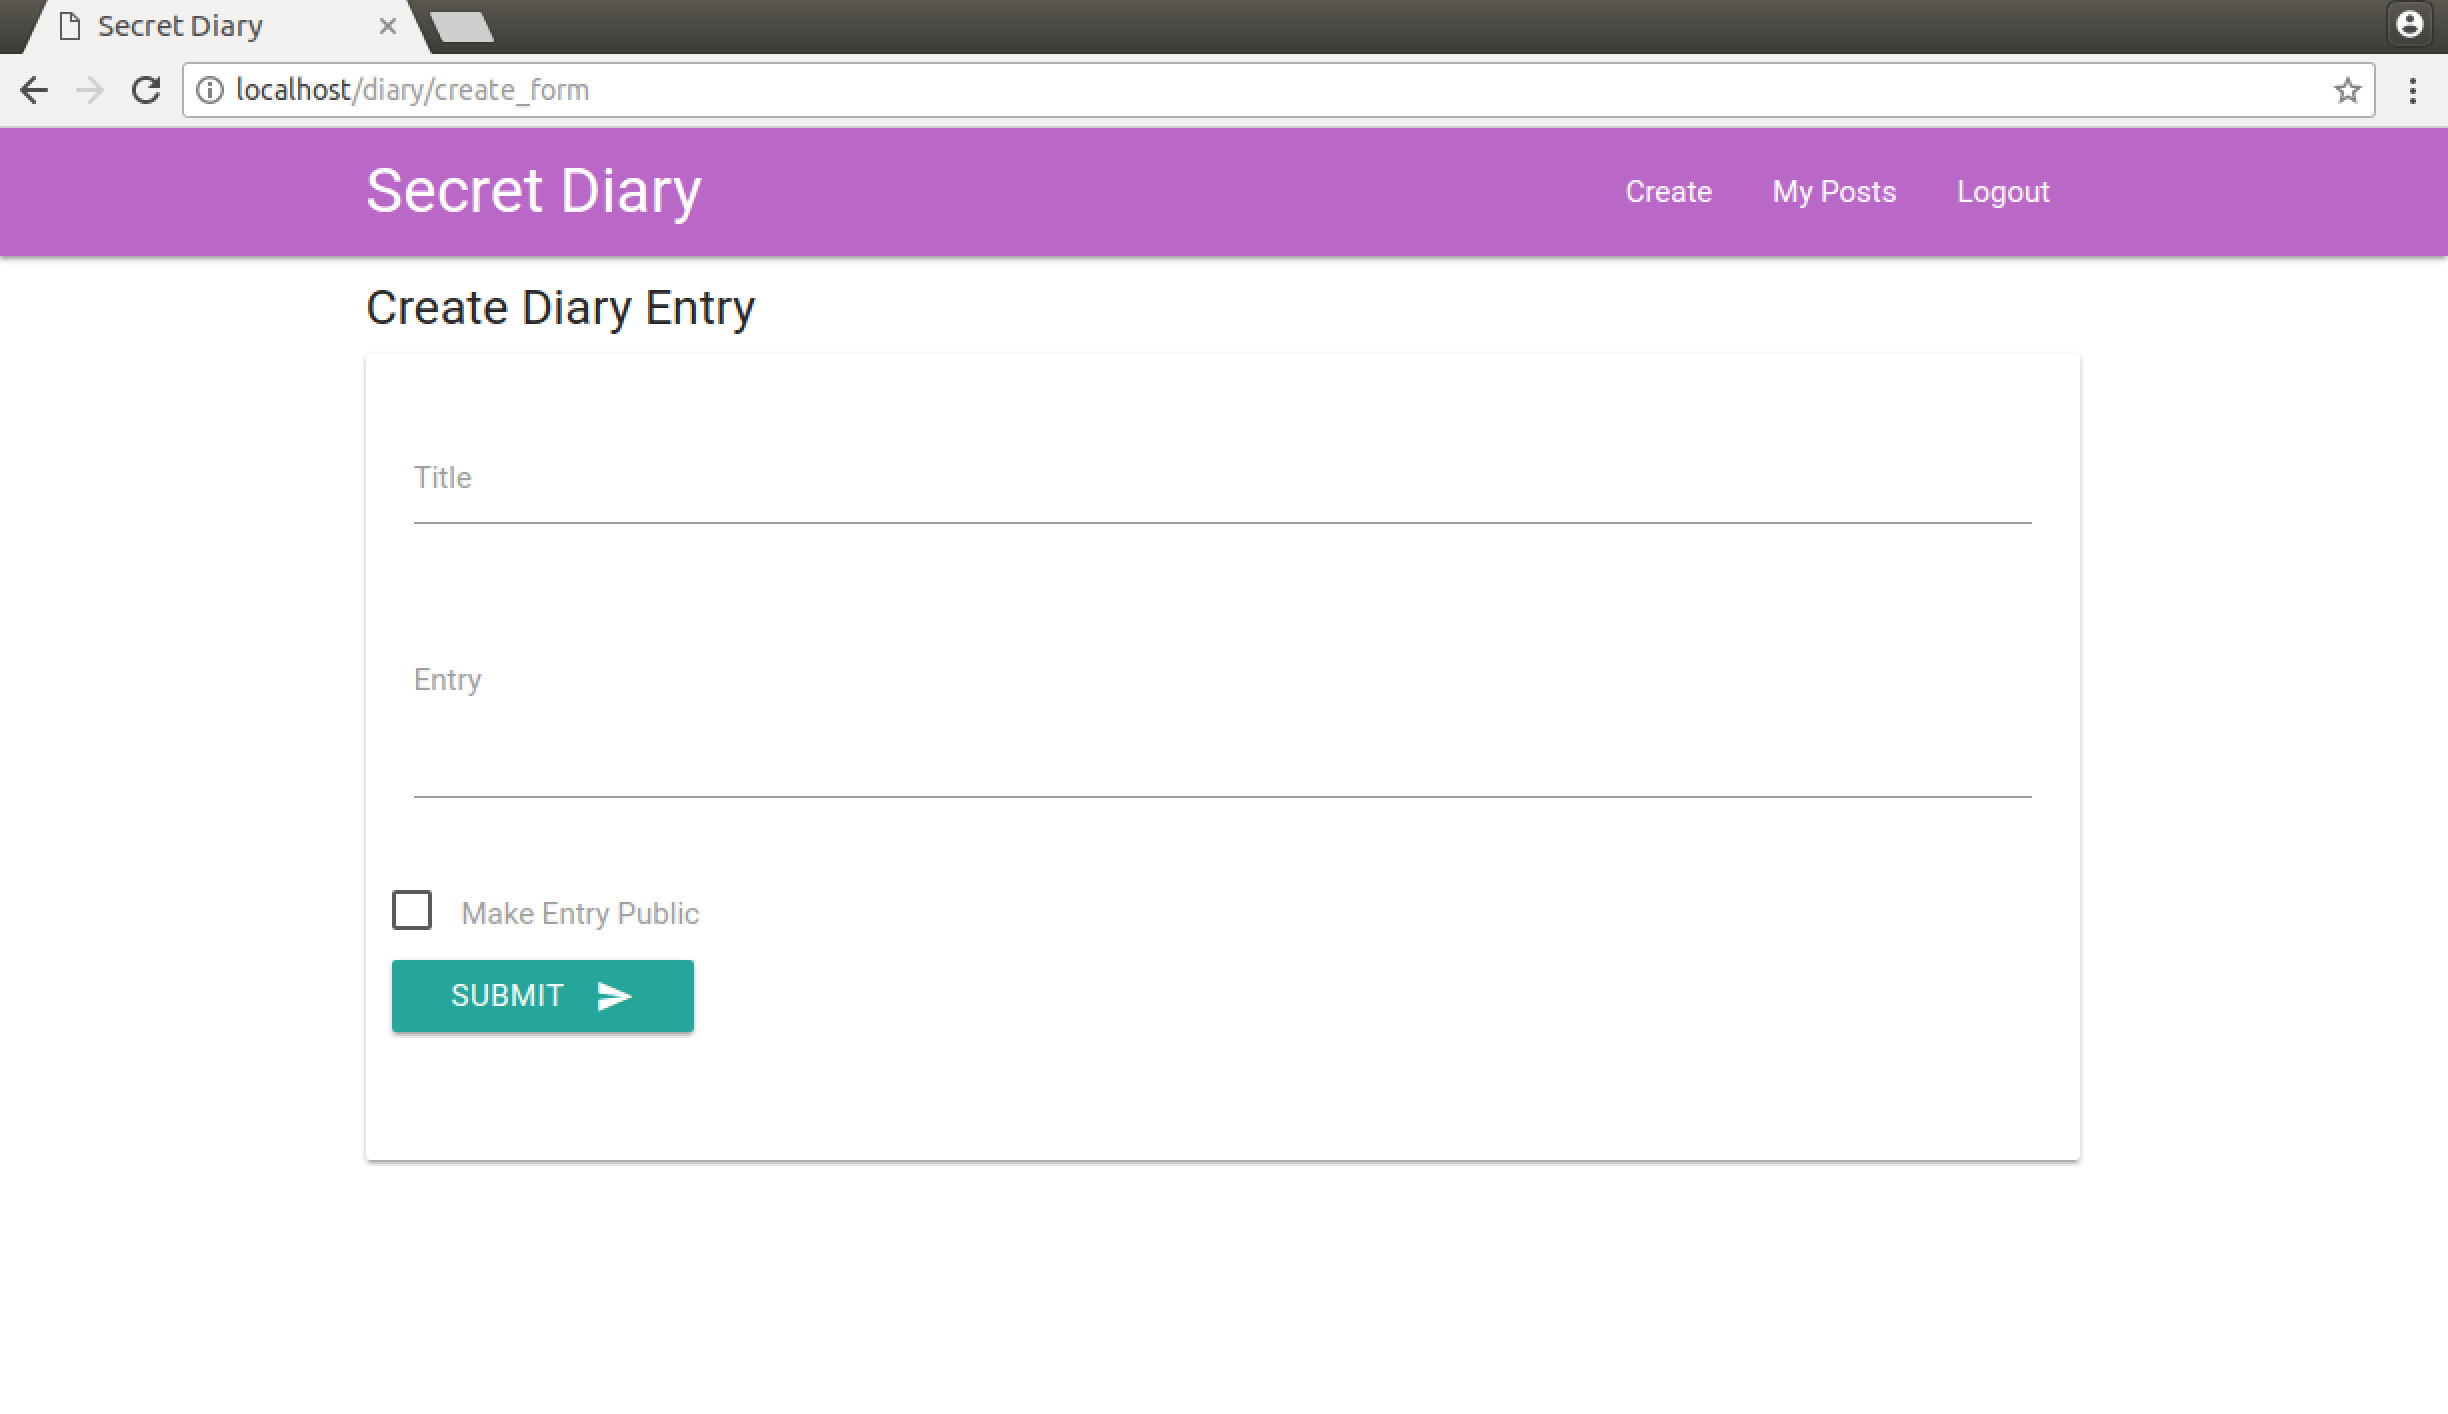 Secret Diary
localhost/diary/create_form
Secret Diary
Create My Posts Logout
Create Diary Entry
Title
Entry
Make Entry Public
SUBMIT